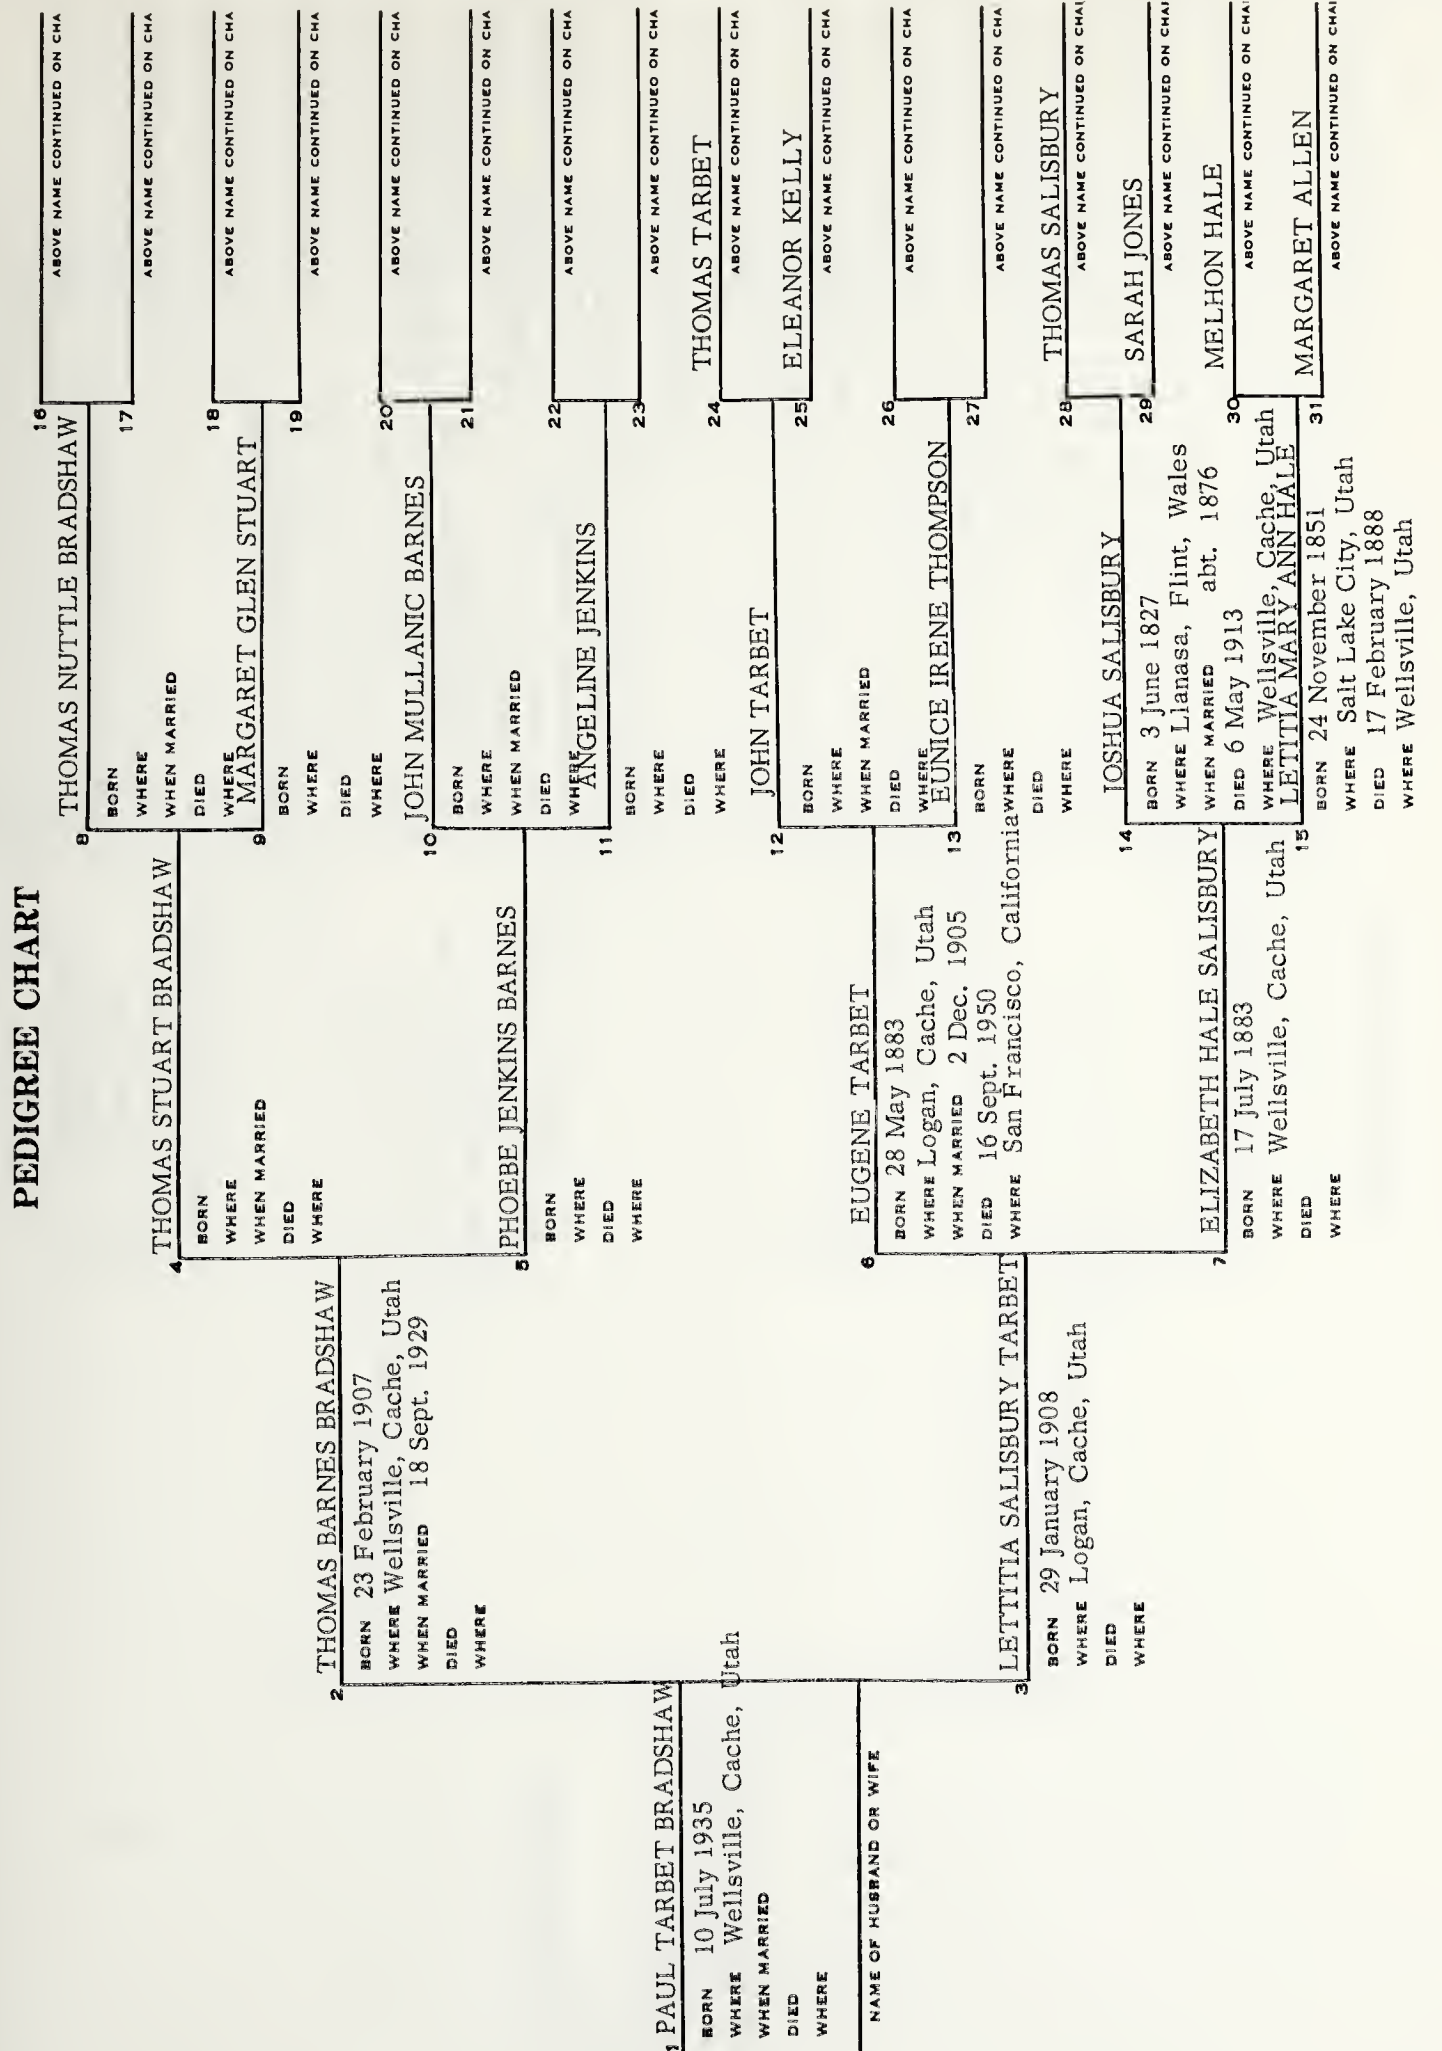 PEDIGREE CHART
PAUL TARBET BRADSHAW
BORN 10 July 1935
WHERE Wellsville, Cache, Utah
WHEN MARRIED
DIED
WHERE
NAME OF HUSBAND OR WIFE
2
THOMAS BARNES BRADSHAW
BORN 23 February 1907
WHERE Wellsville, Cache, Utah
WHEN MARRIED 18 Sept. 1929
DIED
WHERE
3
LETTITIA SALISBURY TARBET
BORN 29 January 1908
WHERE Logan, Cache, Utah
DIED
WHERE
4
THOMAS STUART BRADSHAW
BORN
WHERE
WHEN MARRIED
DIED
WHERE
5
PHOEBE JENKINS BARNES
BORN
WHERE
DIED
WHERE
6
EUGENE TARBET
BORN 28 May 1883
WHERE Logan, Cache, Utah
WHEN MARRIED 2 Dec. 1905
DIED 16 Sept. 1950
WHERE San Francisco, California
7
ELIZABETH HALE SALISBURY
BORN 17 July 1883
WHERE Wellsville, Cache, Utah
DIED
WHERE
8
THOMAS NUTTLE BRADSHAW
BORN
WHERE
WHEN MARRIED
DIED
WHERE
9
MARGARET GLEN STUART
BORN
WHERE
DIED
WHERE
10
JOHN MULLANIC BARNES
BORN
WHERE
WHEN MARRIED
DIED
WHERE
11
ANGELINE JENKINS
BORN
WHERE
DIED
WHERE
12
JOHN TARBET
BORN
WHERE
WHEN MARRIED
DIED
WHERE
13
EUNICE IRENE THOMPSON
BORN
WHERE
DIED
WHERE
14
JOSHUA SALISBURY
BORN 3 June 1827
WHERE Llanasa, Flint, Wales
WHEN MARRIED abt. 1876
DIED 6 May 1913
WHERE Wellsville, Cache, Utah
15
LETITIA MARY ANN HALE
BORN 24 November 1851
WHERE Salt Lake City, Utah
DIED 17 February 1888
WHERE Wellsville, Utah
16
ABOVE NAME CONTINUED ON CHA
17
ABOVE NAME CONTINUED ON CHA
18
ABOVE NAME CONTINUED ON CHA
19
ABOVE NAME CONTINUED ON CHA
20
ABOVE NAME CONTINUED ON CHA
21
ABOVE NAME CONTINUED ON CHA
22
ABOVE NAME CONTINUED ON CHA
23
ABOVE NAME CONTINUED ON CHA
24
THOMAS TARBET
ABOVE NAME CONTINUED ON CHA
25
ELEANOR KELLY
ABOVE NAME CONTINUED ON CHA
26
ABOVE NAME CONTINUED ON CHA
27
ABOVE NAME CONTINUED ON CHA
28
THOMAS SALISBURY
ABOVE NAME CONTINUED ON CHA
29
SARAH JONES
ABOVE NAME CONTINUED ON CHA
30
MELHON HALE
ABOVE NAME CONTINUED ON CHA
31
MARGARET ALLEN
ABOVE NAME CONTINUED ON CHA